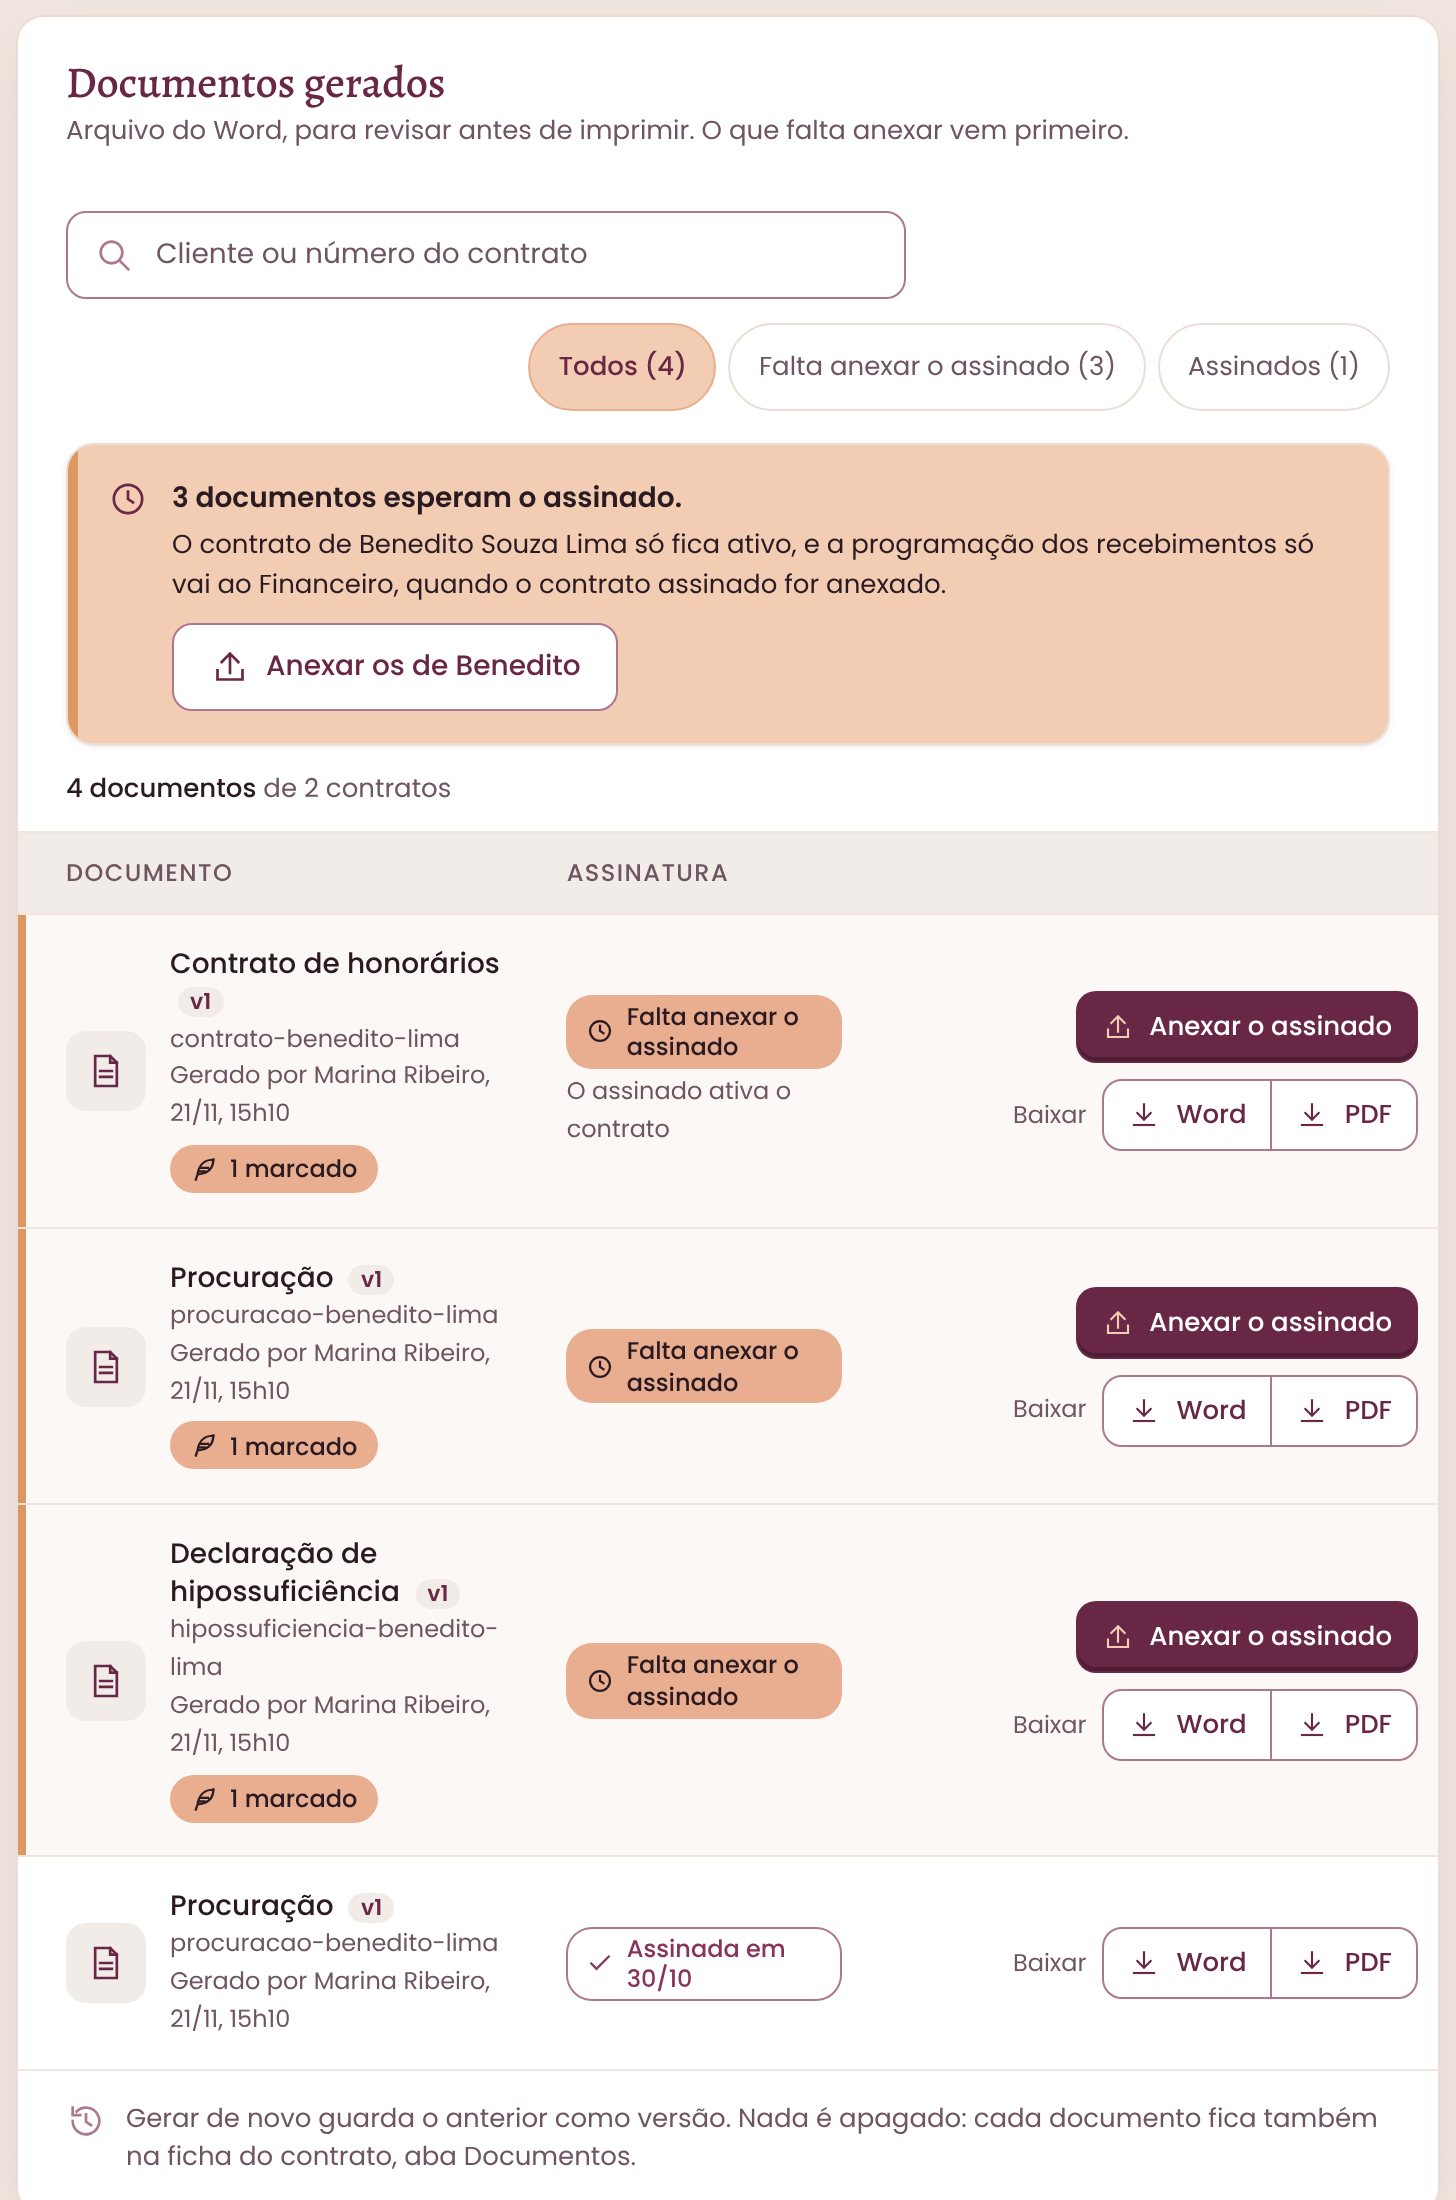 Documentos gerados
Arquivo do Word, para revisar antes de imprimir. O que falta anexar vem primeiro.
Cliente ou número do contrato
Todos (4)
Falta anexar o assinado (3)
Assinados (1)
3 documentos esperam o assinado.
O contrato de Benedito Souza Lima só fica ativo, e a programação dos recebimentos só
vai ao Financeiro, quando o contrato assinado for anexado.
Anexar os de Benedito
4 documentos de 2 contratos
DOCUMENTO
ASSINATURA
Contrato de honorários
v1
contrato-benedito-lima
Gerado por Marina Ribeiro,
21/11, 15h10
1 marcado
Falta anexar o
assinado
O assinado ativa o
contrato
Anexar o assinado
Baixar
Word
PDF
Procuração v1
procuracao-benedito-lima
Gerado por Marina Ribeiro,
21/11, 15h10
1 marcado
Falta anexar o
assinado
Anexar o assinado
Baixar
Word
PDF
Declaração de
hipossuficiência v1
hipossuficiencia-benedito-
lima
Gerado por Marina Ribeiro,
21/11, 15h10
1 marcado
Falta anexar o
assinado
Anexar o assinado
Baixar
Word
PDF
Procuração v1
procuracao-benedito-lima
Gerado por Marina Ribeiro,
21/11, 15h10
Assinada em
30/10
Baixar
Word
PDF
Gerar de novo guarda o anterior como versão. Nada é apagado: cada documento fica também
na ficha do contrato, aba Documentos.